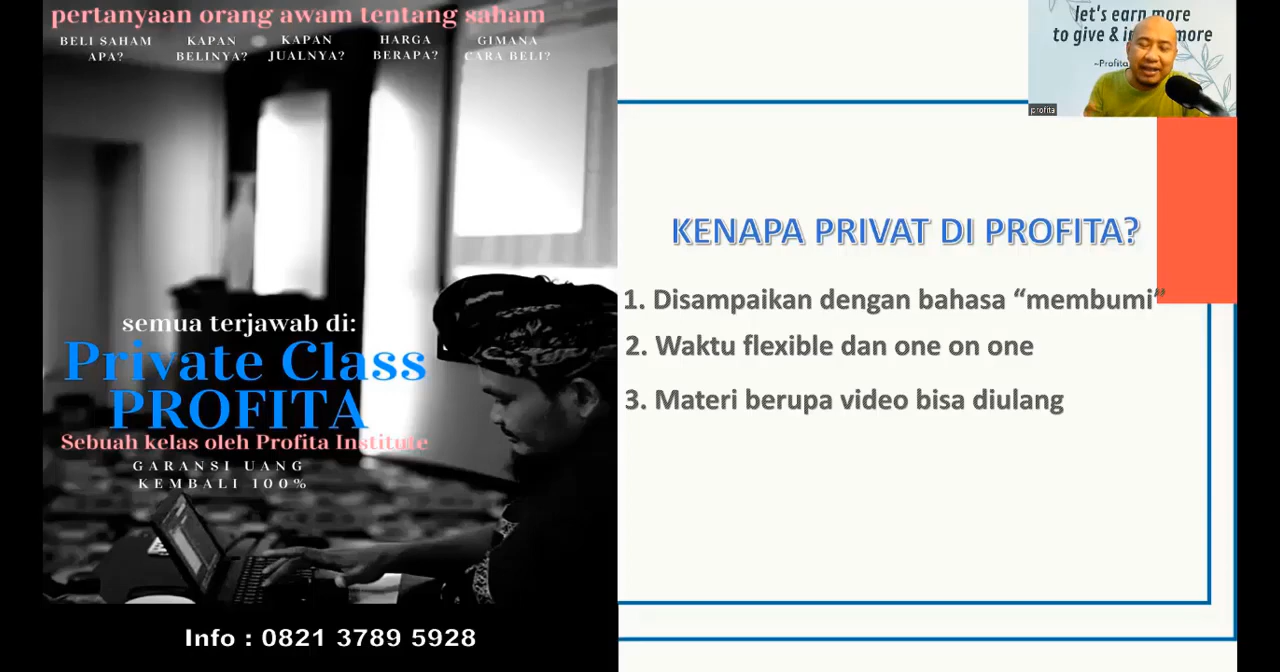 pertanyaan orang awam tentang saham
BELI SAHAM APA?
KAPAN BELINYA?
KAPAN JUALNYA?
HARGA BERAPA?
GIMANA CARA BELI?
semua terjawab di:
Private Class
PROFITA
Sebuah kelas oleh Profita Institute
GARANSI UANG
KEMBALI 100%
Info : 0821 3789 5928
let's earn more
to give & more
~Profita
profita
KENAPA PRIVAT DI PROFITA?
1. Disampaikan dengan bahasa “membumi”
2. Waktu flexible dan one on one
3. Materi berupa video bisa diulang